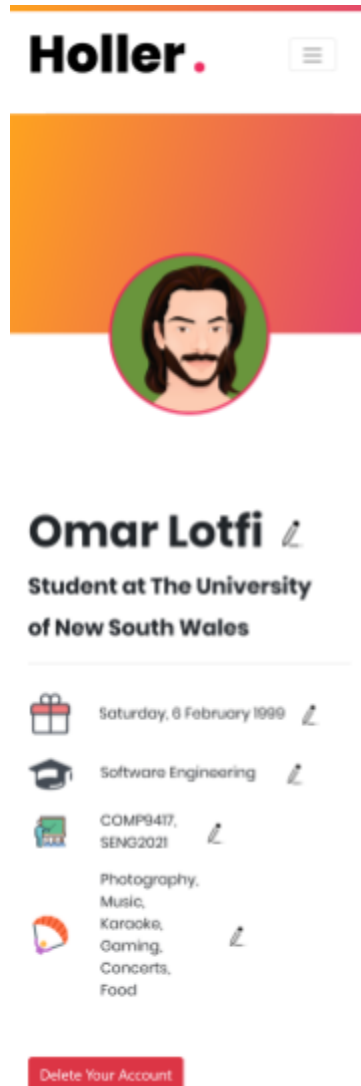 Holler.
Omar Lotfi
Student at The University
of New South Wales
Saturday, 6 February 1999
Software Engineering
COMP9417,
SENG2021
Photography,
Music,
Karaoke,
Gaming,
Concerts,
Food
Delete Your Account